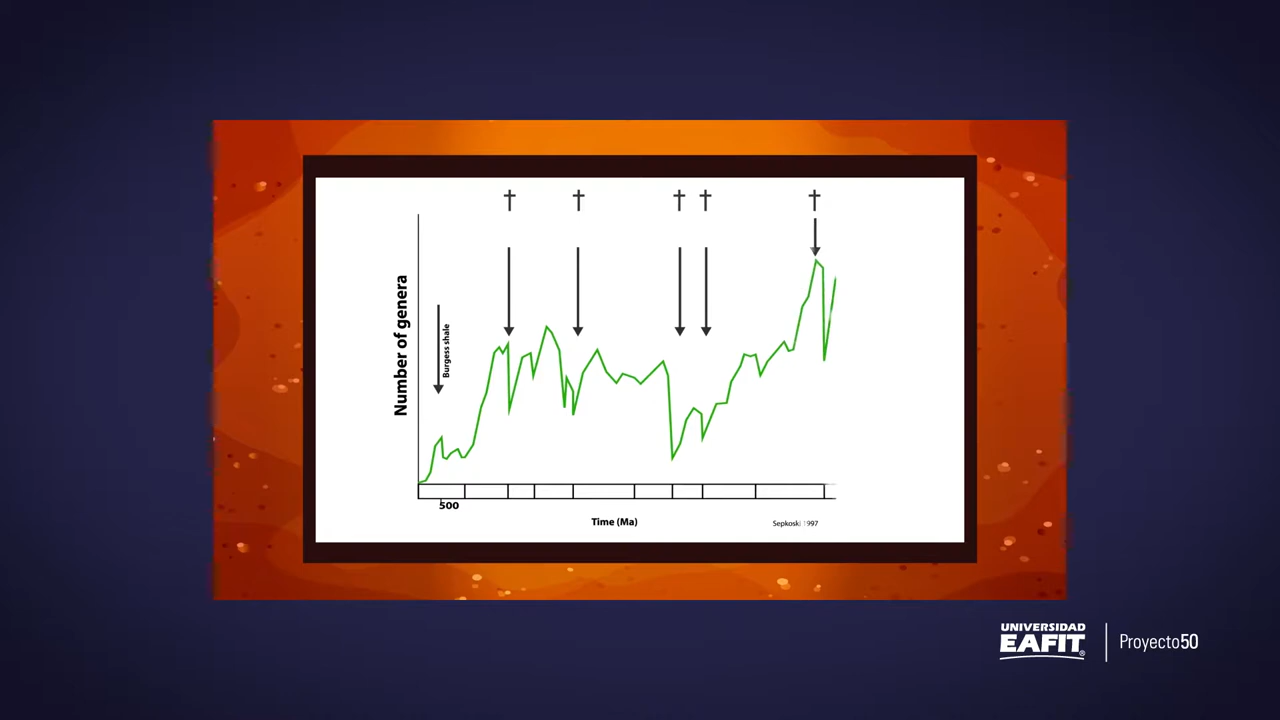 † † † † †
Number of genera
Burgess shale
500
Time (Ma)
Sepkoski 1997
UNIVERSIDAD
EAFIT®
Proyecto50